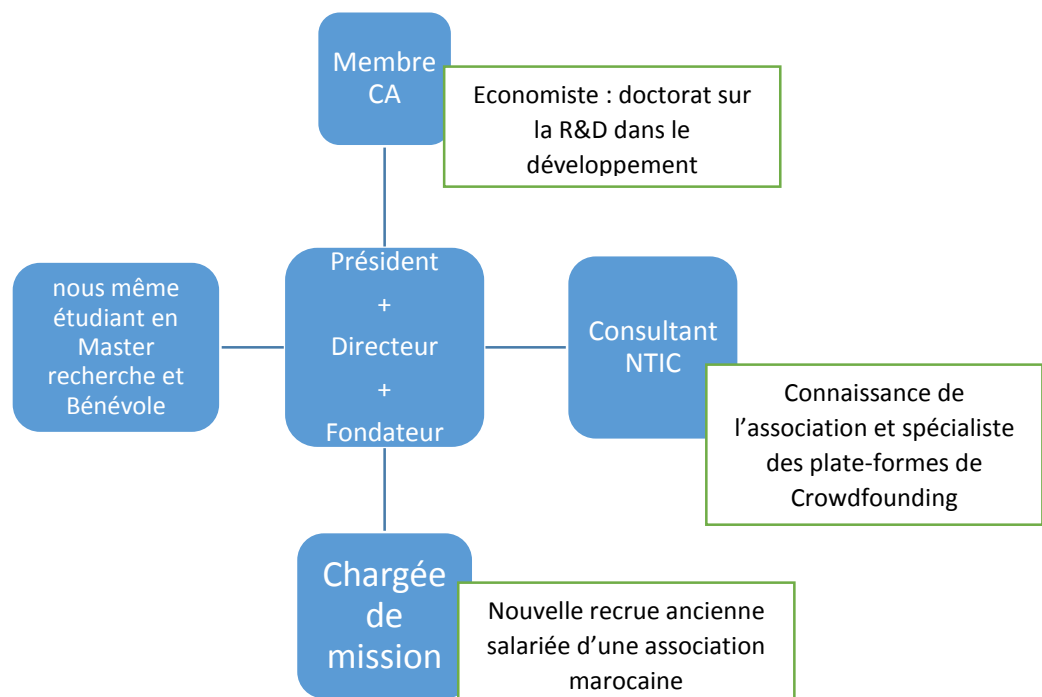 Membre
CA
Economiste : doctorat sur
la R&D dans le
développement
nous même
étudiant en
Master
recherche et
Bénévole
Président
+
Directeur
+
Fondateur
Consultant
NTIC
Connaissance de
l’association et spécialiste
des plate-formes de
Crowdfounding
Chargée
de
mission
Nouvelle recrue ancienne
salariée d’une association
marocaine